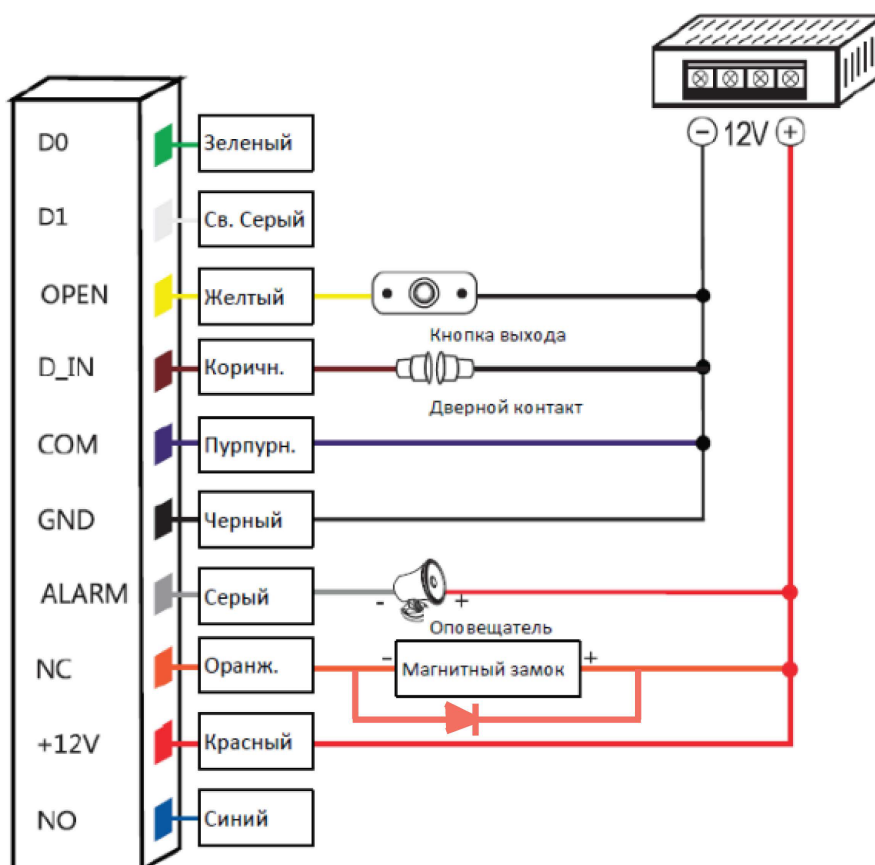 − 12V +
D0 Зеленый
D1 Св. Серый
OPEN Желтый
Кнопка выхода
D_IN Коричн.
Дверной контакт
COM Пурпурн.
GND Черный
ALARM Серый - +
Оповещатель
NC Оранж. - Магнитный замок +
+12V Красный
NO Синий